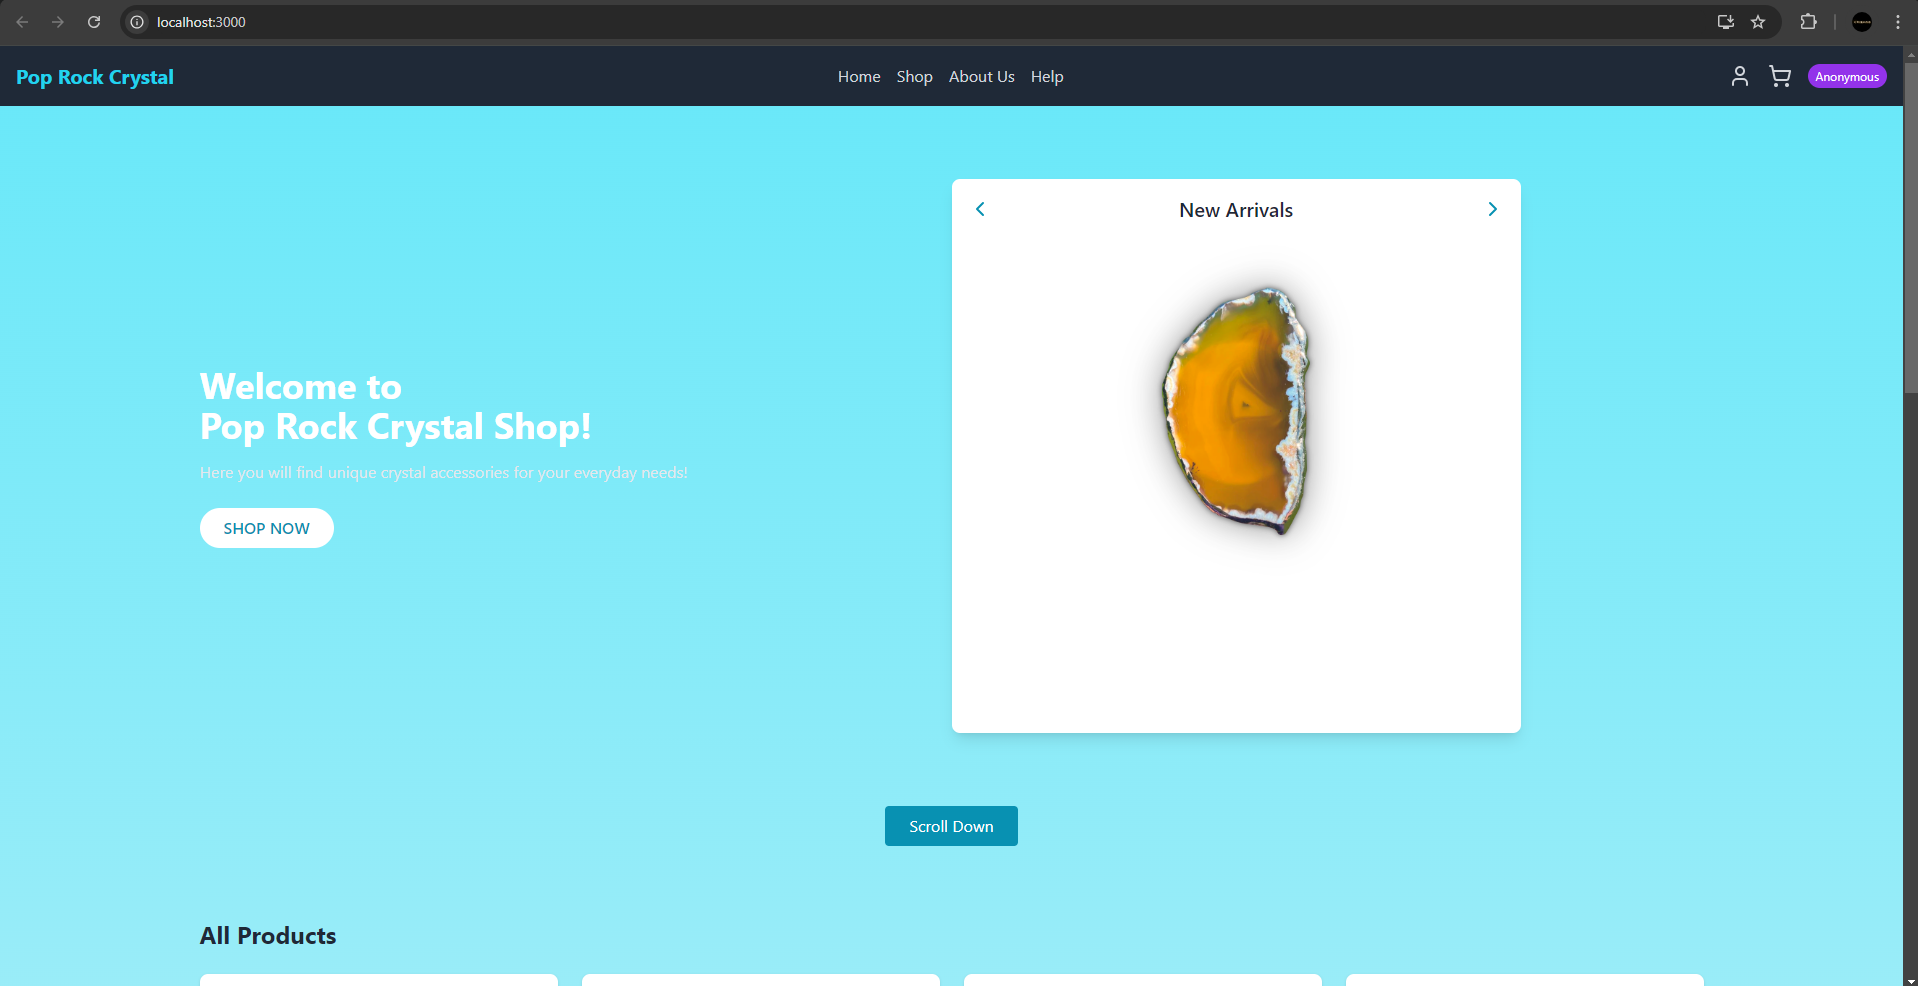 localhost:3000
Pop Rock Crystal
Home Shop About Us Help
Anonymous
New Arrivals
Welcome to
Pop Rock Crystal Shop!
Here you will find unique crystal accessories for your everyday needs!
SHOP NOW
Scroll Down
All Products